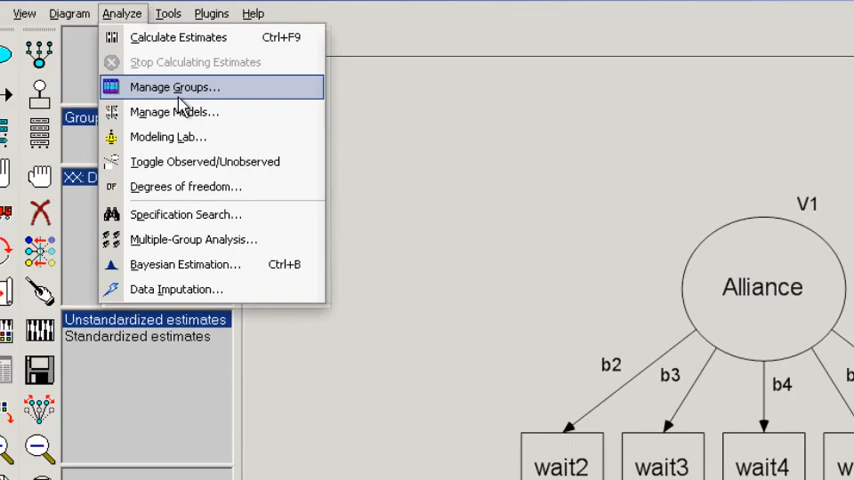 View Diagram Analyze Tools Plugins Help
Calculate Estimates Ctrl+F9
Stop Calculating Estimates
Manage Groups...
Manage Models...
Modeling Lab...
Toggle Observed/Unobserved
DF Degrees of freedom...
Specification Search...
Multiple-Group Analysis...
Bayesian Estimation... Ctrl+B
Data Imputation...
Unstandardized estimates
Standardized estimates
V1
Alliance
b2
b3
b4
wait2
wait3
wait4